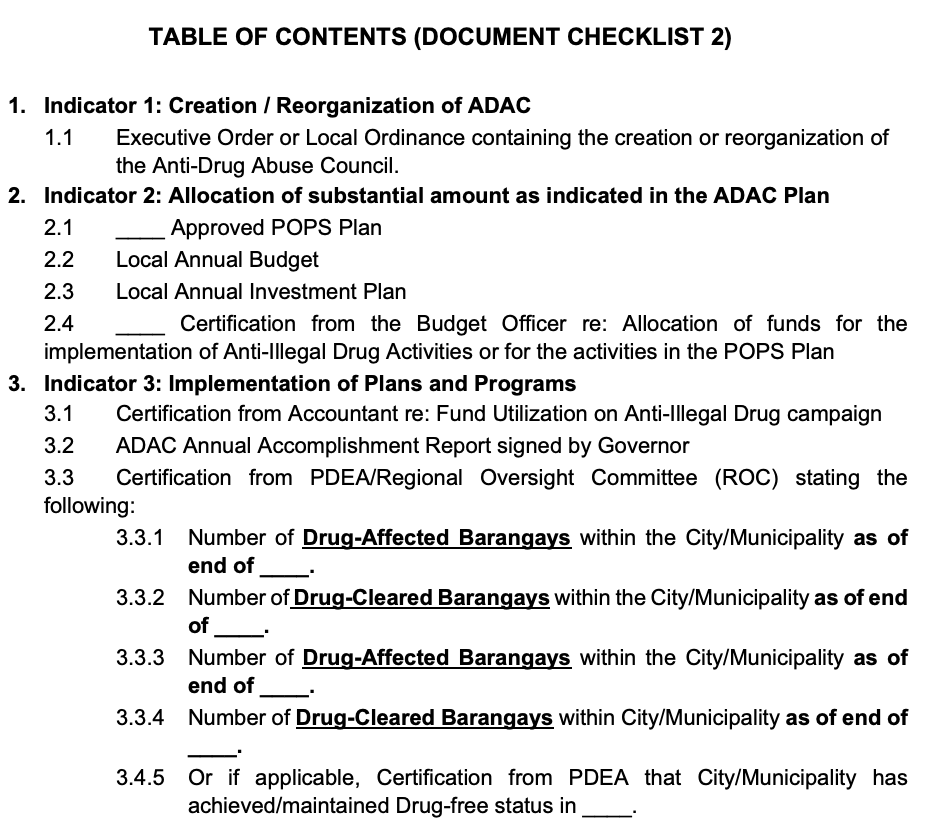 TABLE OF CONTENTS (DOCUMENT CHECKLIST 2)
1. Indicator 1: Creation / Reorganization of ADAC
1.1 Executive Order or Local Ordinance containing the creation or reorganization of
the Anti-Drug Abuse Council.
2. Indicator 2: Allocation of substantial amount as indicated in the ADAC Plan
2.1 ____ Approved POPS Plan
2.2 Local Annual Budget
2.3 Local Annual Investment Plan
2.4 ____ Certification from the Budget Officer re: Allocation of funds for the
implementation of Anti-Illegal Drug Activities or for the activities in the POPS Plan
3. Indicator 3: Implementation of Plans and Programs
3.1 Certification from Accountant re: Fund Utilization on Anti-Illegal Drug campaign
3.2 ADAC Annual Accomplishment Report signed by Governor
3.3 Certification from PDEA/Regional Oversight Committee (ROC) stating the
following:
3.3.1 Number of Drug-Affected Barangays within the City/Municipality as of
end of ____.
3.3.2 Number of Drug-Cleared Barangays within the City/Municipality as of end
of ____.
3.3.3 Number of Drug-Affected Barangays within the City/Municipality as of
end of ____.
3.3.4 Number of Drug-Cleared Barangays within City/Municipality as of end of
____.
3.4.5 Or if applicable, Certification from PDEA that City/Municipality has
achieved/maintained Drug-free status in ____.